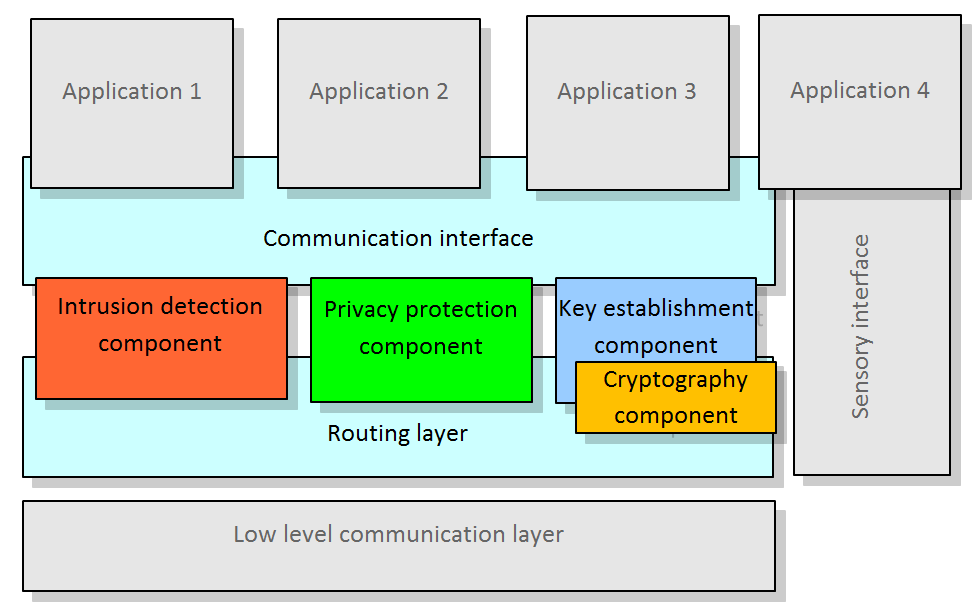 Application 1
Application 2
Application 3
Application 4
Communication interface
Intrusion detection
component
Privacy protection
component
Key establishment
component
Cryptography
component
Sensory interface
Routing layer
Low level communication layer